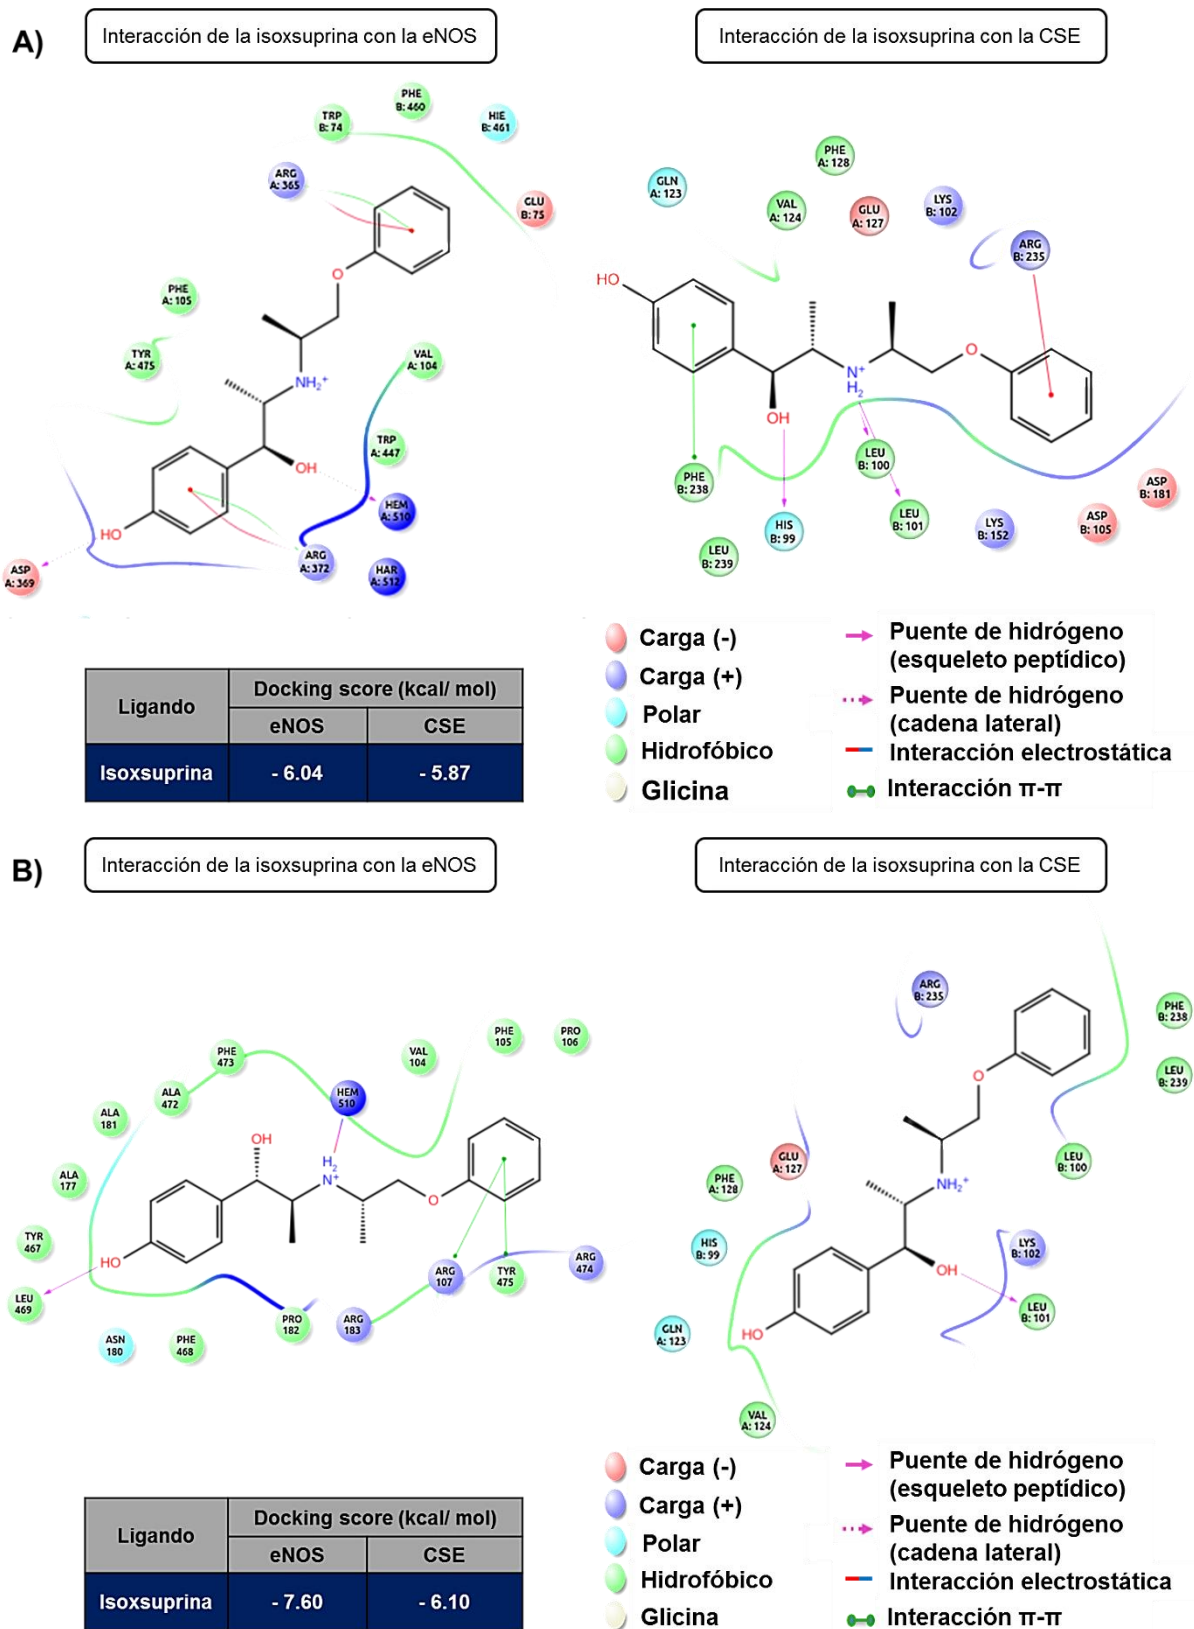 A)
Interacción de la isoxsuprina con la eNOS
Interacción de la isoxsuprina con la CSE
PHE
B: 460
TRP
B: 74
HIE
B: 461
ARG
A: 365
GLU
B: 75
PHE
A: 105
TYR
A: 475
VAL
A: 104
TRP
A: 447
HEM
A: 510
ARG
A: 372
HAR
A: 512
ASP
A: 369
O
NH2+
OH
HO
PHE
A: 128
GLN
A: 123
VAL
A: 124
GLU
A: 127
LYS
B: 102
ARG
B: 235
HO
O
N+
H2
OH
PHE
B: 238
LEU
B: 100
LEU
B: 101
HIS
B: 99
LEU
B: 239
LYS
B: 152
ASP
B: 105
ASP
B: 181
Ligando
Docking score (kcal/ mol)
eNOS
CSE
Isoxsuprina
- 6.04
- 5.87
Carga (-)
Carga (+)
Polar
Hidrofóbico
Glicina
Puente de hidrógeno
(esqueleto peptídico)
Puente de hidrógeno
(cadena lateral)
Interacción electrostática
Interacción π-π
B)
Interacción de la isoxsuprina con la eNOS
Interacción de la isoxsuprina con la CSE
PHE
105
PRO
106
VAL
104
PHE
473
HEM
510
ALA
472
ALA
181
ALA
177
TYR
467
LEU
469
ASN
180
PHE
468
PRO
182
ARG
183
ARG
107
TYR
475
ARG
474
OH
H2
N+
O
HO
ARG
B: 235
PHE
B: 238
LEU
B: 239
LEU
B: 100
GLU
A: 127
PHE
A: 128
HIS
B: 99
LYS
B: 102
LEU
B: 101
GLN
A: 123
VAL
A: 124
O
NH2+
OH
HO
Ligando
Docking score (kcal/ mol)
eNOS
CSE
Isoxsuprina
- 7.60
- 6.10
Carga (-)
Carga (+)
Polar
Hidrofóbico
Glicina
Puente de hidrógeno
(esqueleto peptídico)
Puente de hidrógeno
(cadena lateral)
Interacción electrostática
Interacción π-π